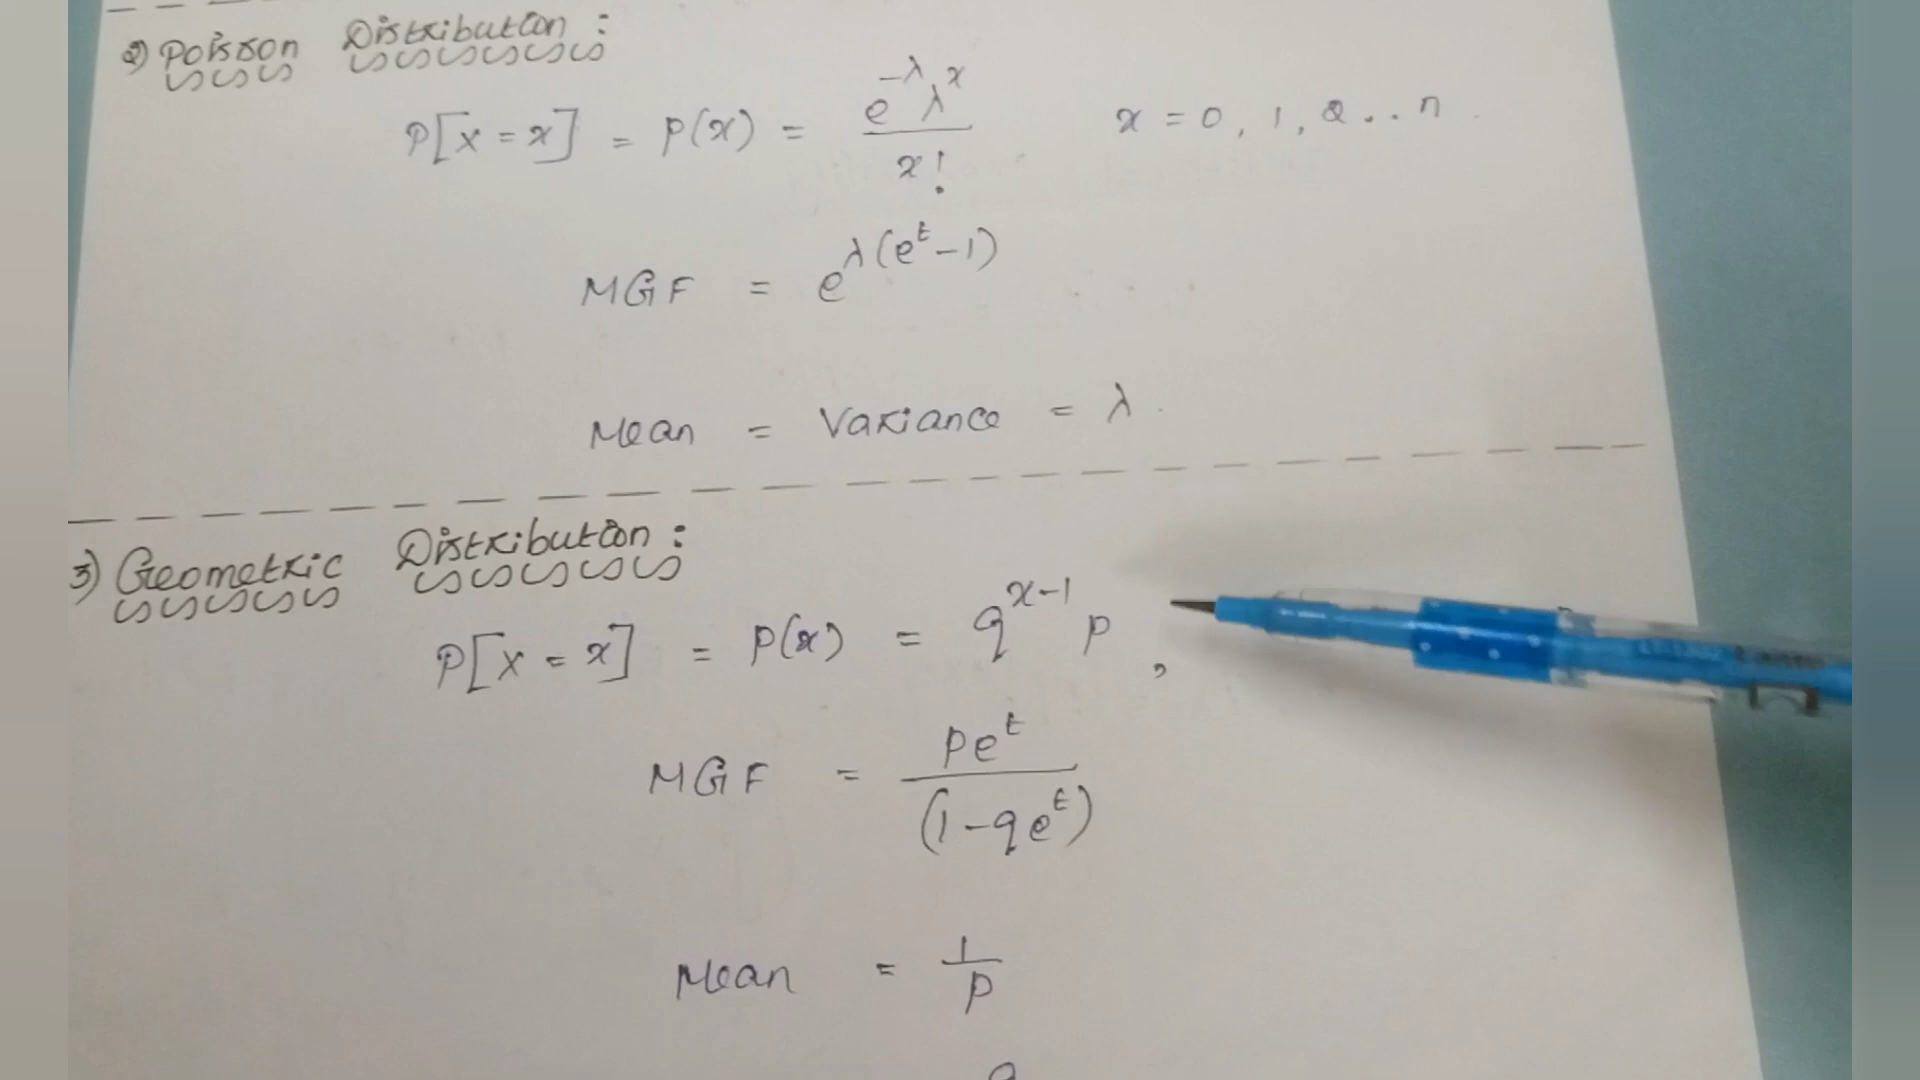 2) Poisson Distribution :
P[X = x] = P(x) = e^{-λ} λ^x / x!    x = 0, 1, 2 . . n .
MGF = e^{λ(e^t - 1)}
Mean = Variance = λ .
3) Geometric Distribution :
P[X = x] = P(x) = q^{x-1} p ,
MGF = pe^t / (1 - qe^t)
Mean = 1 / p